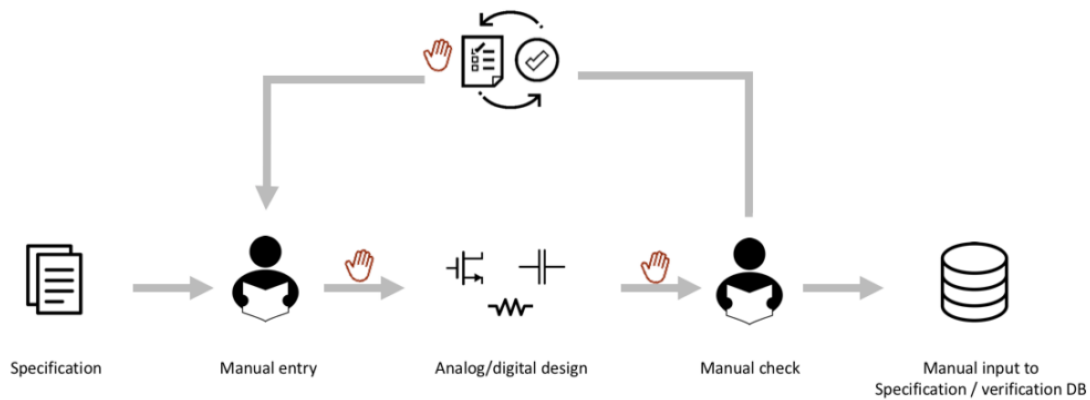 Specification
Manual entry
Analog/digital design
Manual check
Manual input to
Specification / verification DB